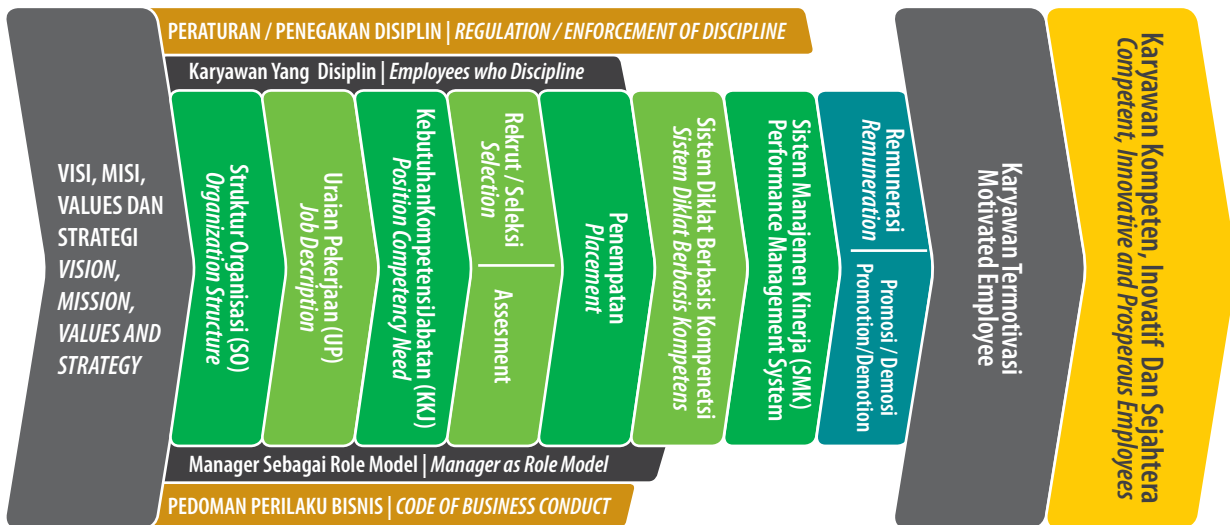 PERATURAN / PENEGAKAN DISIPLIN | REGULATION / ENFORCEMENT OF DISCIPLINE
Karyawan Yang Disiplin | Employees who Discipline
VISI, MISI,
VALUES DAN
STRATEGI
VISION,
MISSION,
VALUES AND
STRATEGY
Struktur Organisasi (SO)
Organization Structure
Uraian Pekerjaan (UP)
Job Description
KebutuhanKompetensiJabatan (KKJ)
Position Competency Need
Rekrut / Seleksi
Selection
Assesment
Penempatan
Placement
Sistem Diklat Berbasis Kompenetsi
Sistem Diklat Berbasis Kompetens
Sistem Manajemen Kinerja (SMK)
Performance Management System
Remunerasi
Remuneration
Promosi / Demosi
Promotion/Demotion
Karyawan Termotivasi
Motivated Employee
Karyawan Kompeten, Inovatif Dan Sejahtera
Competent, Innovative and Prosperous Employees
Manager Sebagai Role Model | Manager as Role Model
PEDOMAN PERILAKU BISNIS | CODE OF BUSINESS CONDUCT